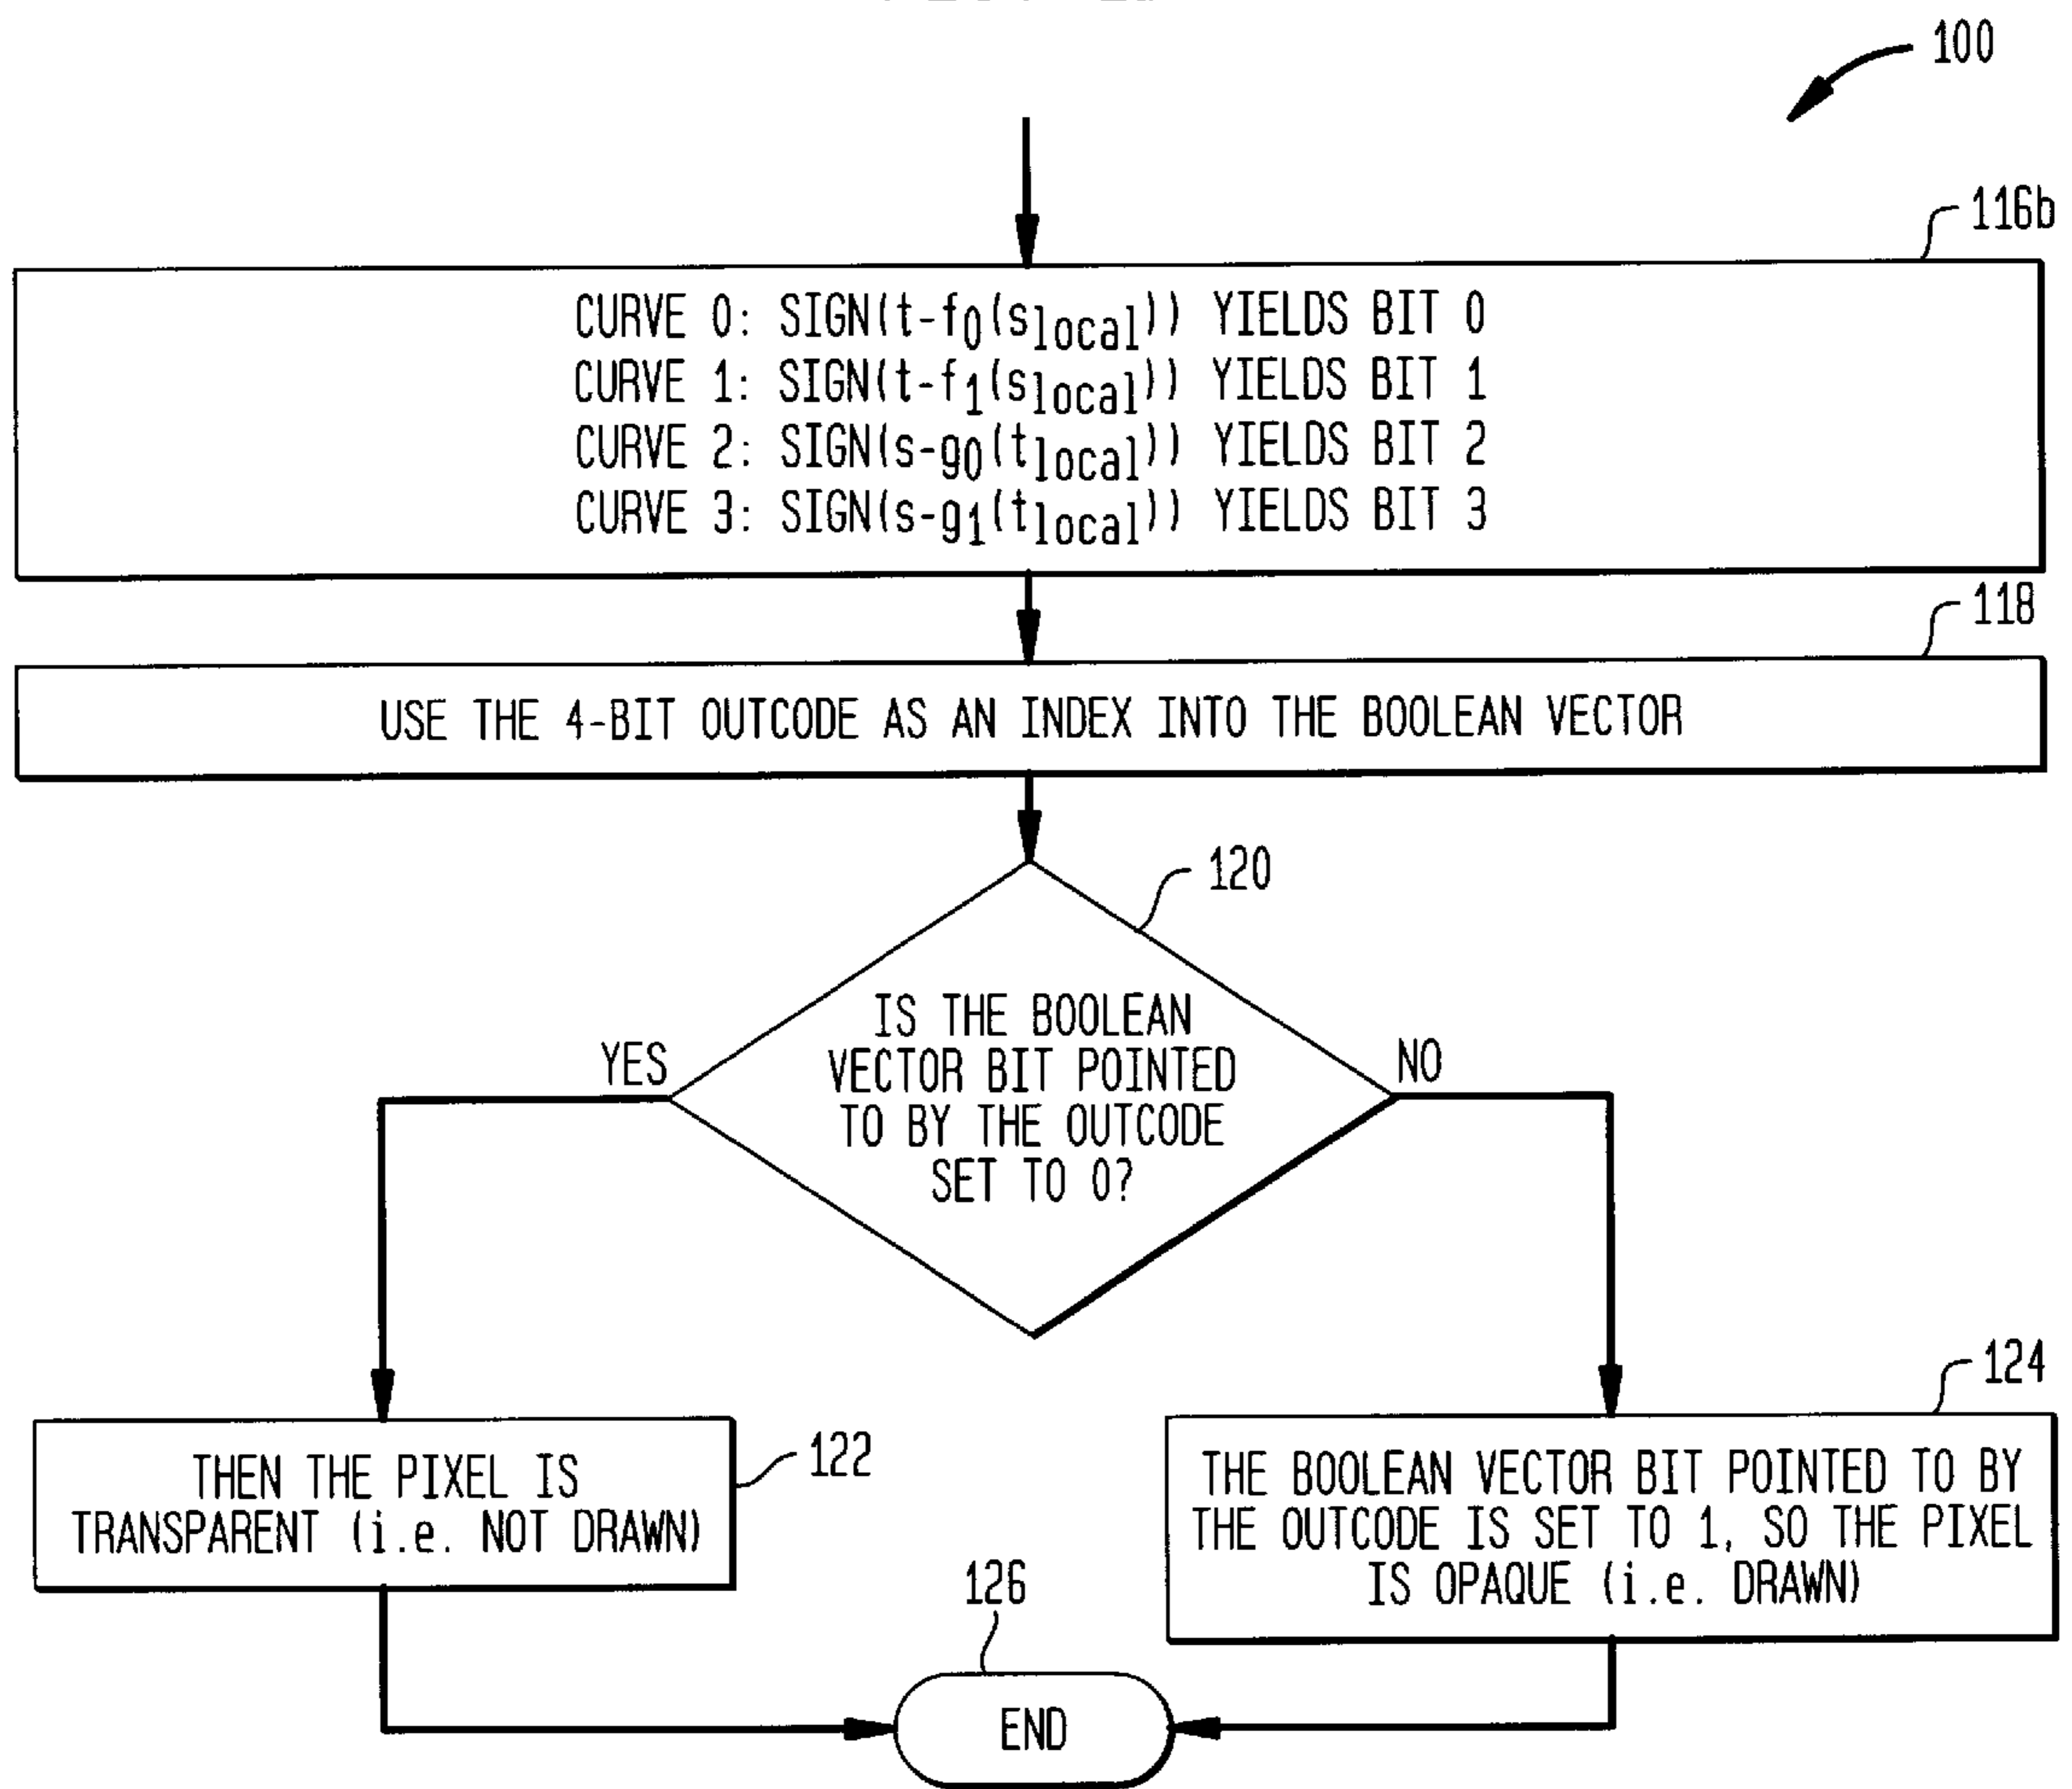 100
116b
CURVE 0: SIGN(t-f0(slocal)) YIELDS BIT 0
CURVE 1: SIGN(t-f1(slocal)) YIELDS BIT 1
CURVE 2: SIGN(s-g0(tlocal)) YIELDS BIT 2
CURVE 3: SIGN(s-g1(tlocal)) YIELDS BIT 3
118
USE THE 4-BIT OUTCODE AS AN INDEX INTO THE BOOLEAN VECTOR
120
IS THE BOOLEAN
VECTOR BIT POINTED
TO BY THE OUTCODE
SET TO 0?
YES
NO
122
THEN THE PIXEL IS
TRANSPARENT (i.e. NOT DRAWN)
124
THE BOOLEAN VECTOR BIT POINTED TO BY
THE OUTCODE IS SET TO 1, SO THE PIXEL
IS OPAQUE (i.e. DRAWN)
126
END